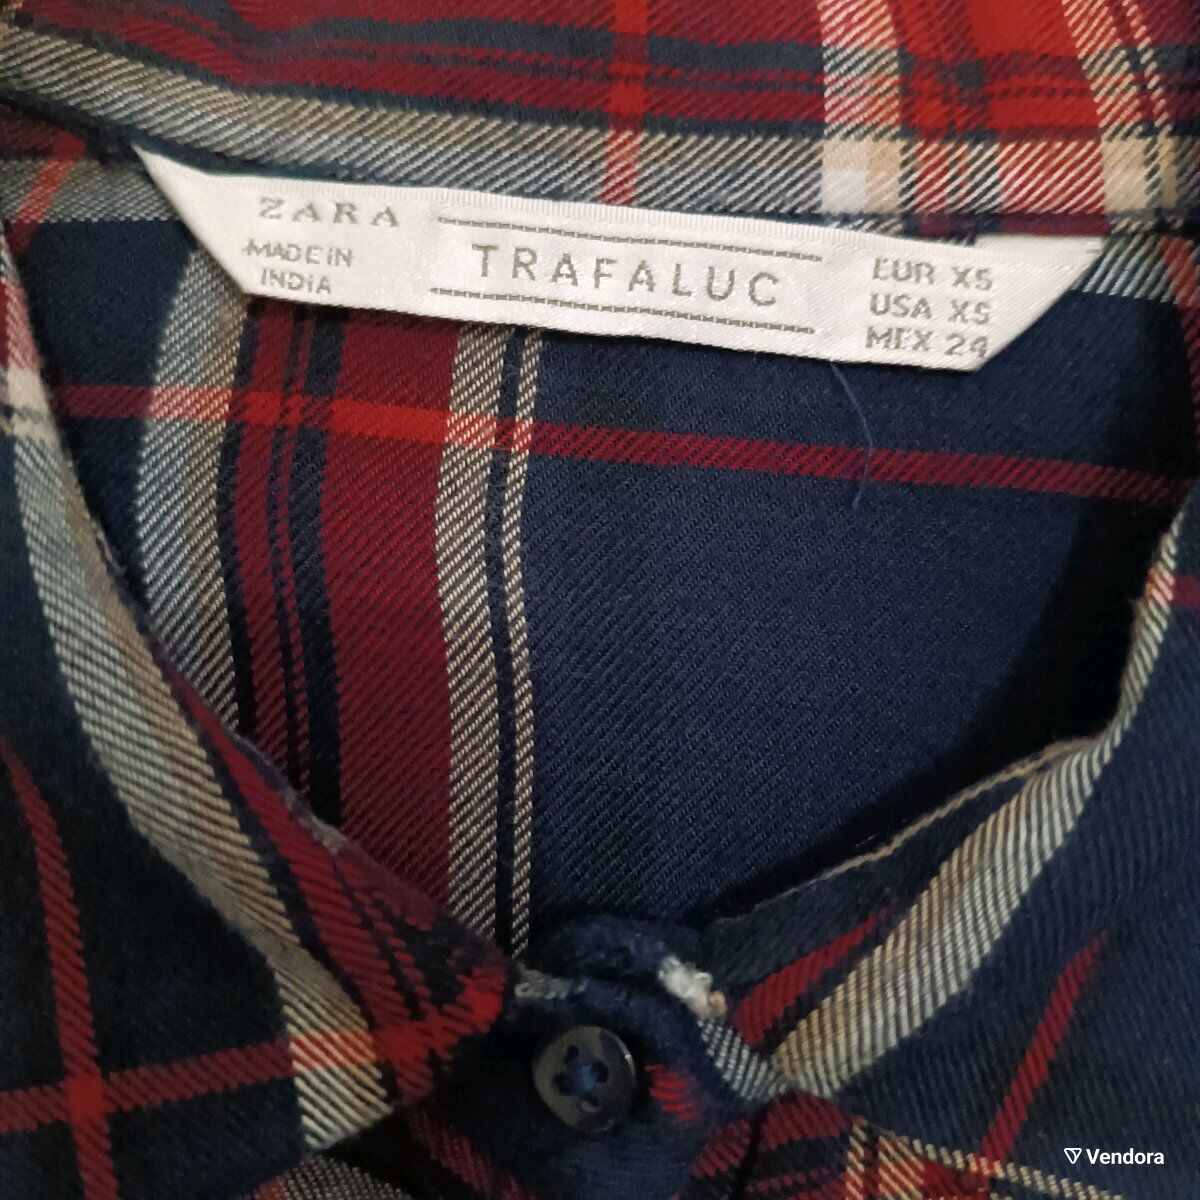 ZARA
MADE IN
INDIA
TRAFALUC
EUR XS
USA XS
MEX 24
Vendora